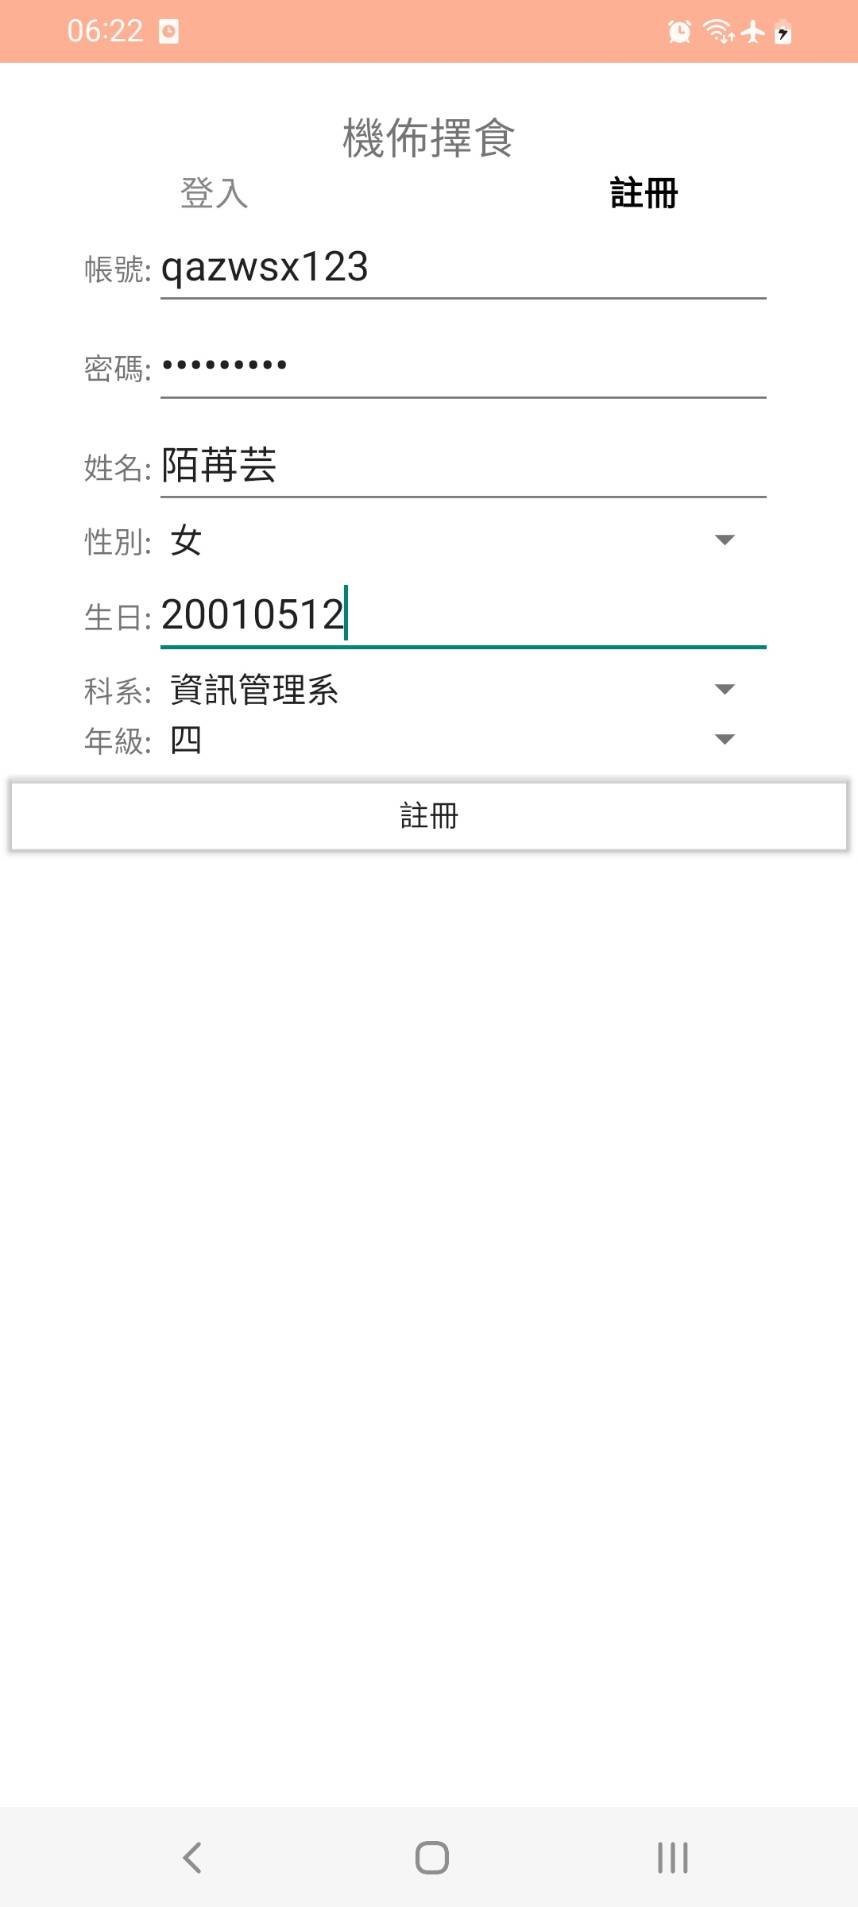 06:22
機佈擇食
登入 註冊
帳號: qazwsx123
密碼: •••••••••
姓名: 陌苒芸
性別: 女
生日: 20010512
科系: 資訊管理系
年級: 四
註冊